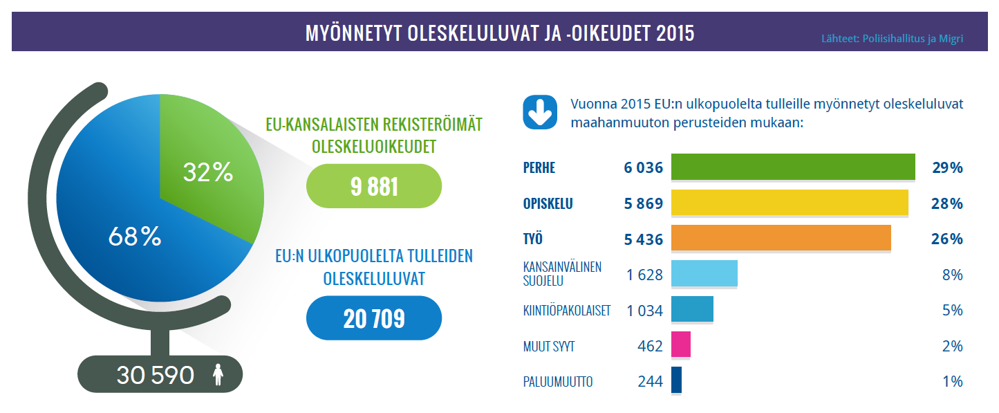 MYÖNNETYT OLESKELULUVAT JA -OIKEUDET 2015
Lähteet: Poliisihallitus ja Migri
32%
68%
30 590
EU-KANSALAISTEN REKISTERÖIMÄT
OLESKELUOIKEUDET
9 881
EU:N ULKOPUOLELTA TULLEIDEN
OLESKELULUVAT
20 709
Vuonna 2015 EU:n ulkopuolelta tulleille myönnetyt oleskeluluvat
maahanmuuton perusteiden mukaan:
PERHE 6 036 29%
OPISKELU 5 869 28%
TYÖ 5 436 26%
KANSAINVÄLINEN
SUOJELU 1 628 8%
KIINTIÖPAKOLAISET 1 034 5%
MUUT SYYT 462 2%
PALUUMUUTTO 244 1%